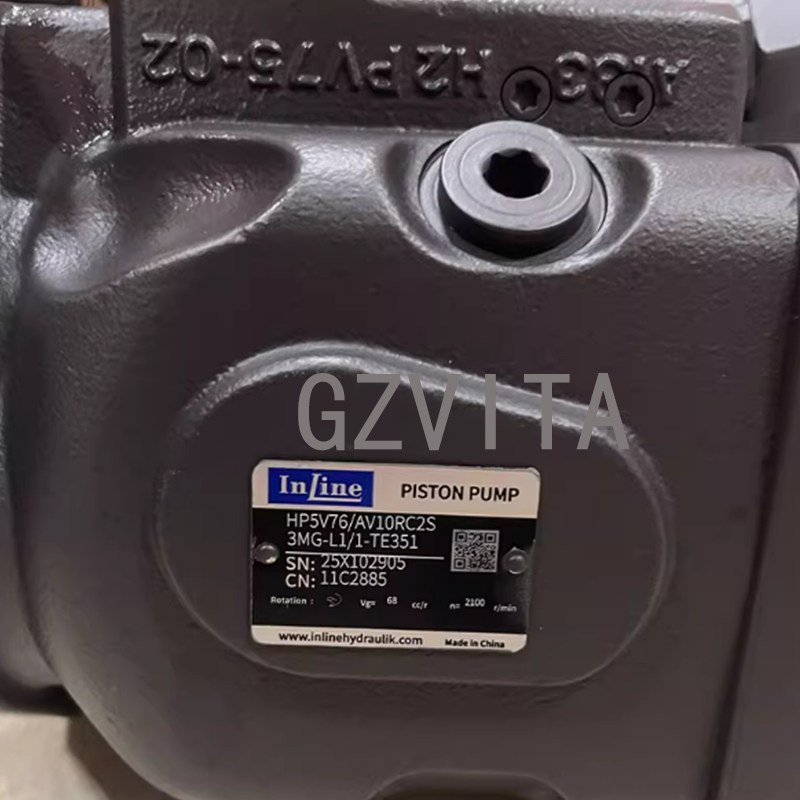 A133 H2 PV75-02
GZVITA
InLine PISTON PUMP
HP5V76/AV10RC2S
3MG-L1/1-TE351
SN: 25X102905
CN: 11C2885
Rotation : Vg= 68 cc/r n= 2100 r/min
www.inlinehydraulik.com Made in China